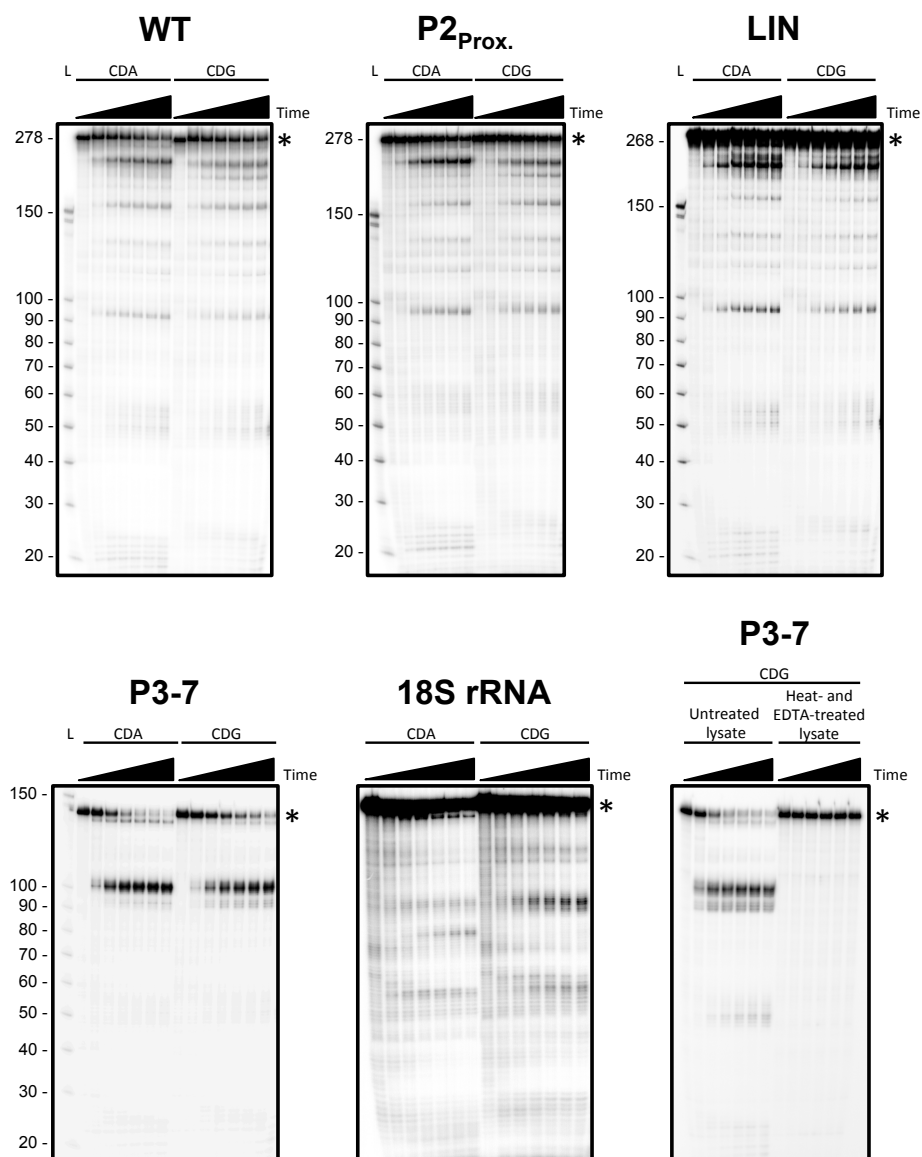 WT
L CDA CDG
Time
278 - *
150 -
100 -
90 -
80 -
70 -
60 -
50 -
40 -
30 -
20 -
P2Prox.
CDA CDG
Time
278 - *
150 -
100 -
90 -
80 -
70 -
60 -
50 -
40 -
30 -
20 -
LIN
L CDA CDG
Time
268 - *
150 -
100 -
90 -
80 -
70 -
60 -
50 -
40 -
30 -
20 -
P3-7
L CDA CDG
Time
150 - *
100 -
90 -
80 -
70 -
60 -
50 -
40 -
30 -
20 -
18S rRNA
CDA CDG
Time
*
P3-7
CDG
Untreated lysate
Heat- and EDTA-treated lysate
Time
*